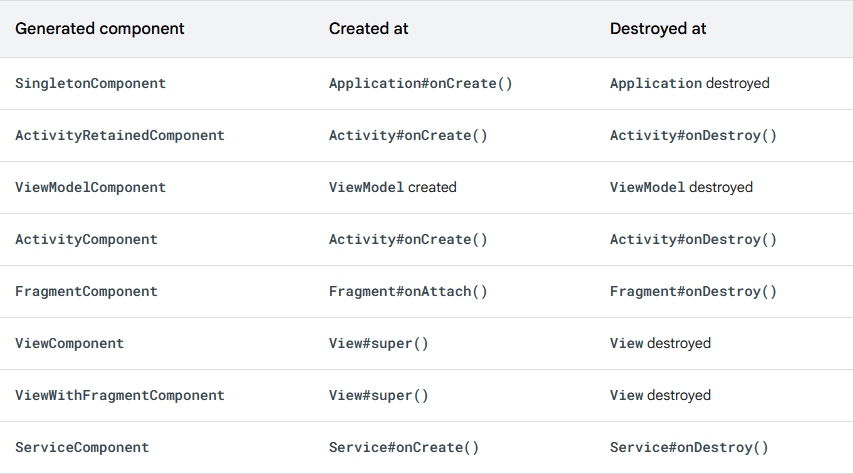 Generated component Created at Destroyed at
SingletonComponent Application#onCreate() Application destroyed
ActivityRetainedComponent Activity#onCreate() Activity#onDestroy()
ViewModelComponent ViewModel created ViewModel destroyed
ActivityComponent Activity#onCreate() Activity#onDestroy()
FragmentComponent Fragment#onAttach() Fragment#onDestroy()
ViewComponent View#super() View destroyed
ViewWithFragmentComponent View#super() View destroyed
ServiceComponent Service#onCreate() Service#onDestroy()